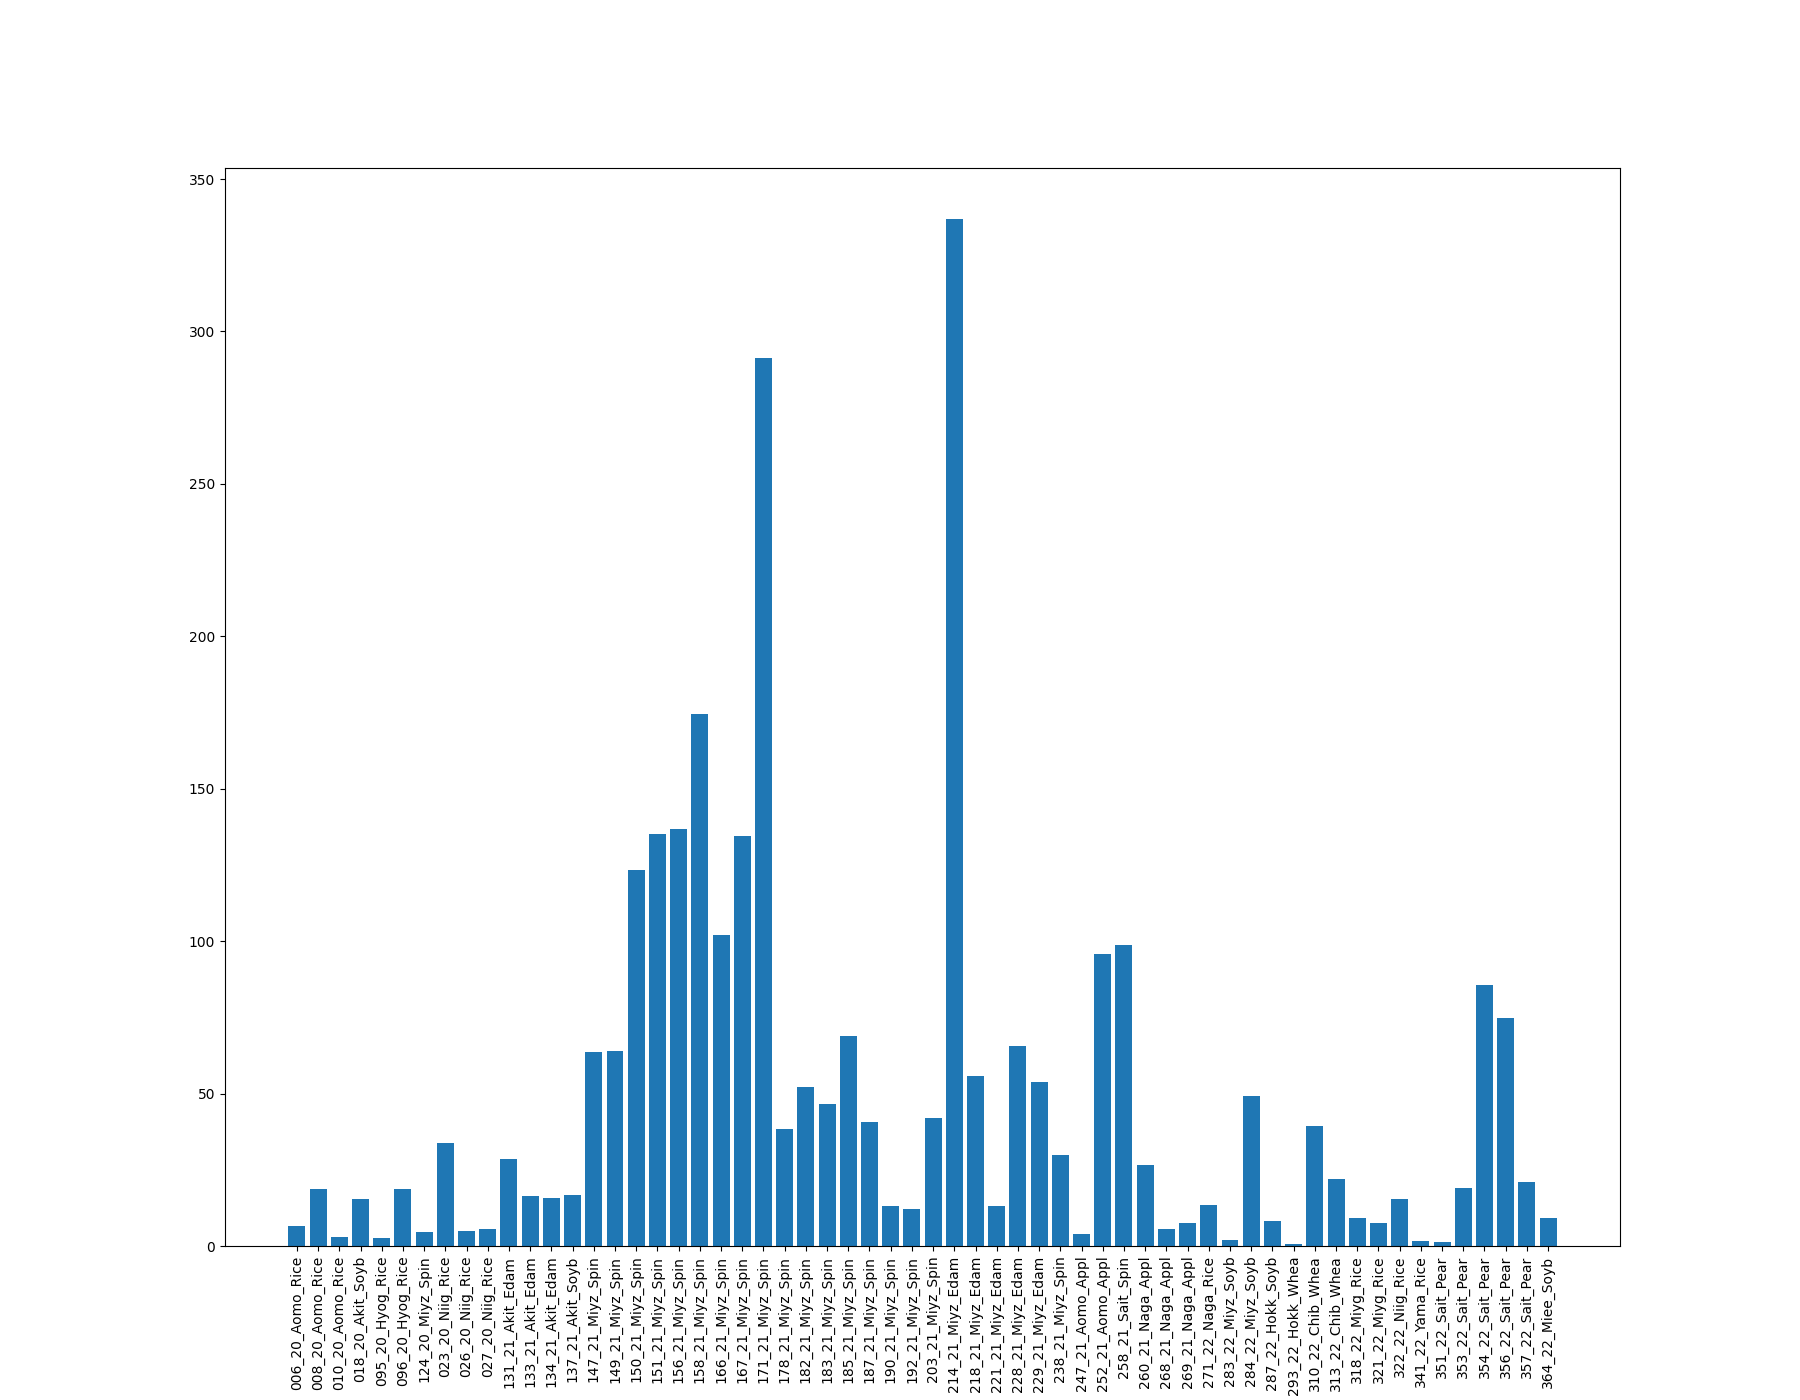 350
300
250
200
150
100
50
0
006_20_Aomo_Rice
008_20_Aomo_Rice
010_20_Aomo_Rice
018_20_Akit_Soyb
095_20_Hyog_Rice
096_20_Hyog_Rice
124_20_Miyz_Spin
023_20_Niig_Rice
026_20_Niig_Rice
027_20_Niig_Rice
131_21_Akit_Edam
133_21_Akit_Edam
134_21_Akit_Edam
137_21_Akit_Soyb
147_21_Miyz_Spin
149_21_Miyz_Spin
150_21_Miyz_Spin
151_21_Miyz_Spin
156_21_Miyz_Spin
158_21_Miyz_Spin
166_21_Miyz_Spin
167_21_Miyz_Spin
171_21_Miyz_Spin
178_21_Miyz_Spin
182_21_Miyz_Spin
183_21_Miyz_Spin
185_21_Miyz_Spin
187_21_Miyz_Spin
190_21_Miyz_Spin
192_21_Miyz_Spin
203_21_Miyz_Spin
214_21_Miyz_Edam
218_21_Miyz_Edam
221_21_Miyz_Edam
228_21_Miyz_Edam
229_21_Miyz_Edam
238_21_Miyz_Spin
247_21_Aomo_Appl
252_21_Aomo_Appl
258_21_Sait_Spin
260_21_Naga_Appl
268_21_Naga_Appl
269_21_Naga_Appl
271_22_Naga_Rice
283_22_Miyz_Soyb
284_22_Miyz_Soyb
287_22_Hokk_Soyb
293_22_Hokk_Whea
310_22_Chib_Whea
313_22_Chib_Whea
318_22_Miyg_Rice
321_22_Miyg_Rice
322_22_Niig_Rice
341_22_Yama_Rice
351_22_Sait_Pear
353_22_Sait_Pear
354_22_Sait_Pear
356_22_Sait_Pear
357_22_Sait_Pear
364_22_Miee_Soyb